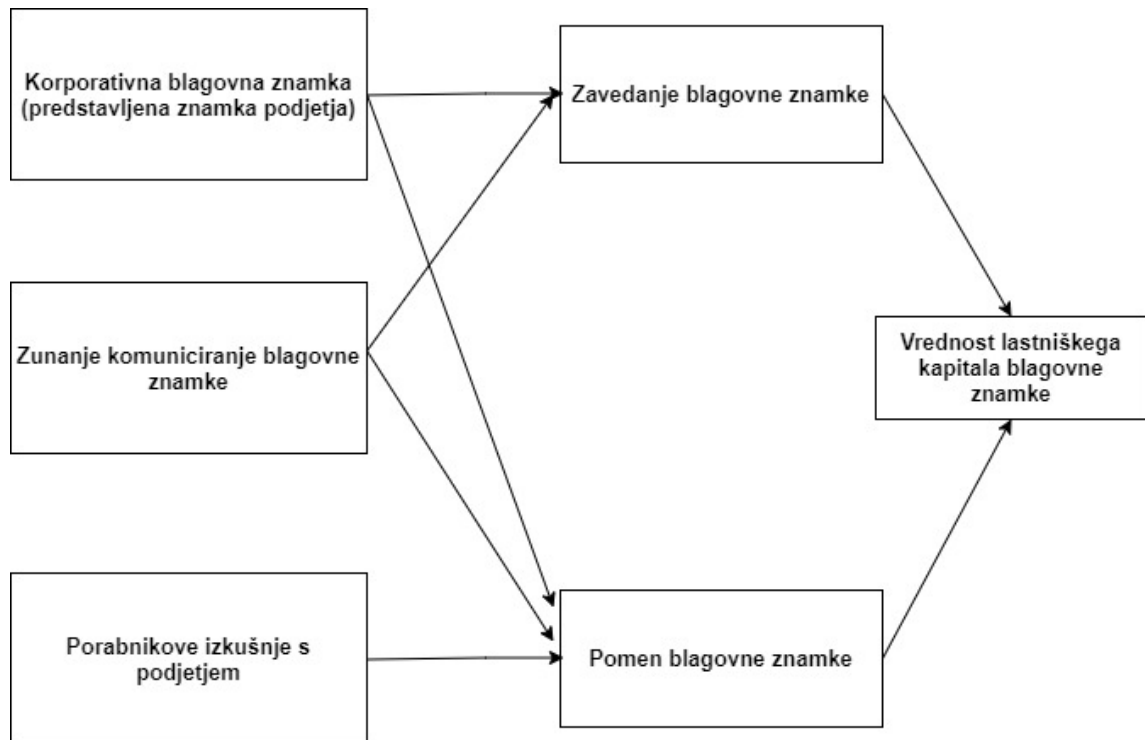 Korporativna blagovna znamka
(predstavljena znamka podjetja)
Zavedanje blagovne znamke
Zunanje komuniciranje blagovne
znamke
Vrednost lastniškega
kapitala blagovne
znamke
Porabnikove izkušnje s
podjetjem
Pomen blagovne znamke